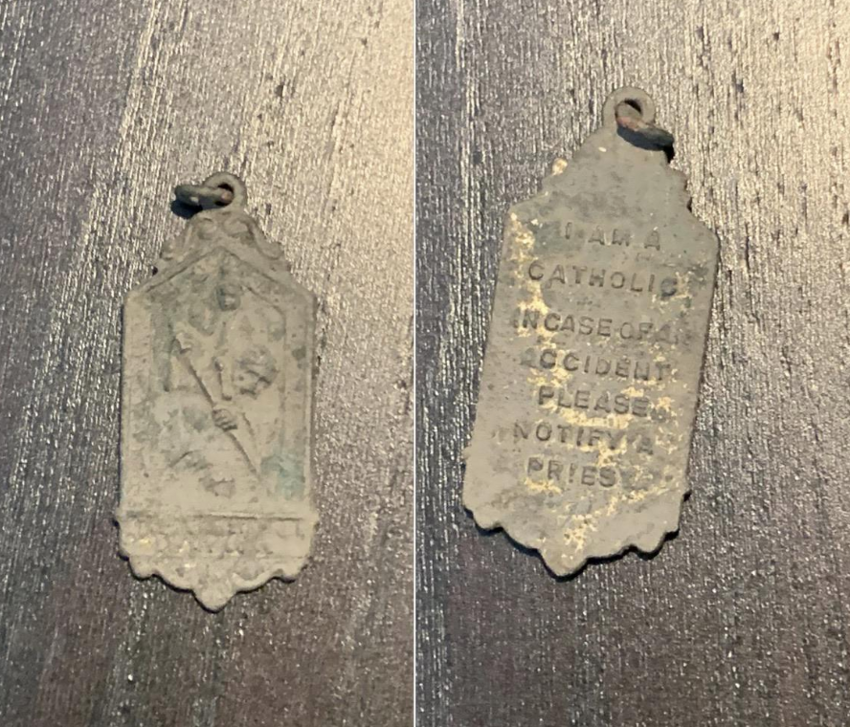 I AM A
CATHOLIC
IN CASE OF AN
ACCIDENT
PLEASE
NOTIFY A
PRIEST